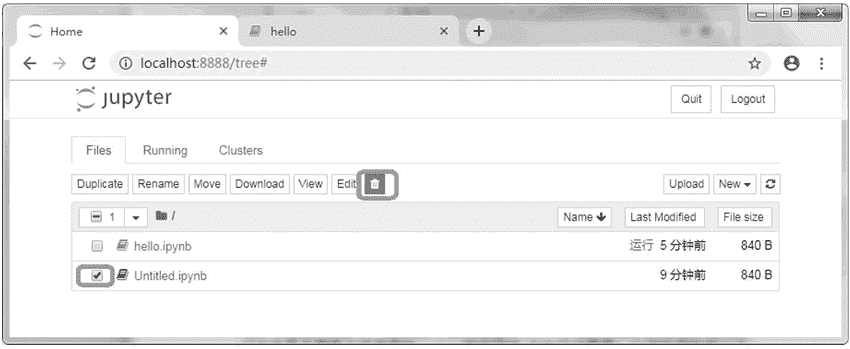 Home
hello
localhost:8888/tree#
jupyter
Quit
Logout
Files
Running
Clusters
Duplicate
Rename
Move
Download
View
Edit
Upload
New
1
/
Name
Last Modified
File size
hello.ipynb
运行 5 分钟前
840 B
Untitled.ipynb
9 分钟前
840 B